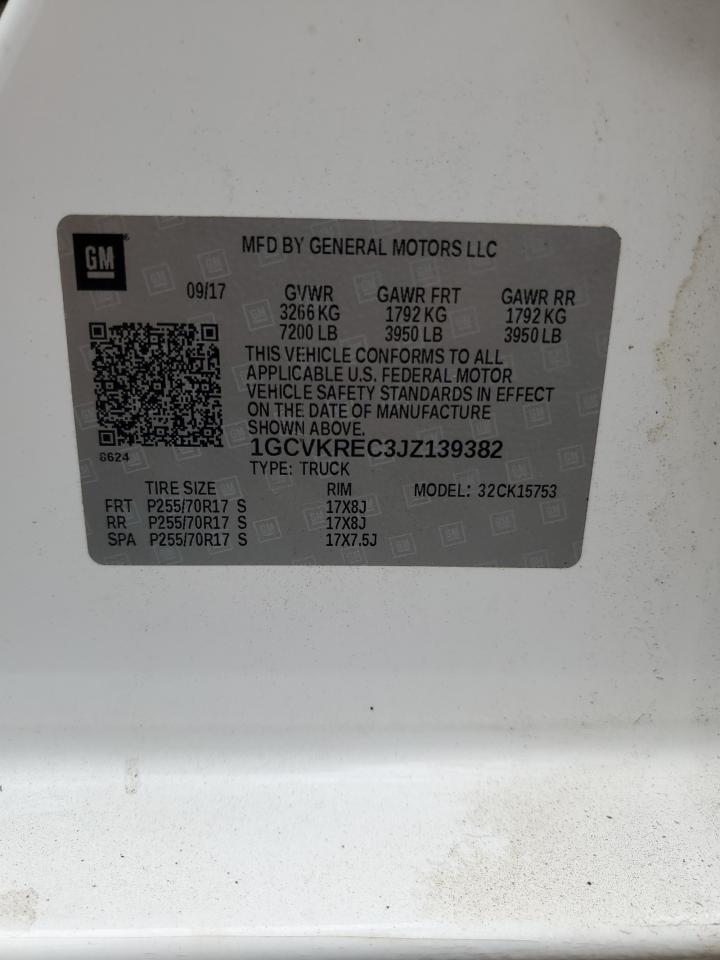 GM
MFD BY GENERAL MOTORS LLC
09/17 GVWR GAWR FRT GAWR RR
3266 KG 1792 KG 1792 KG
7200 LB 3950 LB 3950 LB
THIS VEHICLE CONFORMS TO ALL
APPLICABLE U.S. FEDERAL MOTOR
VEHICLE SAFETY STANDARDS IN EFFECT
ON THE DATE OF MANUFACTURE
SHOWN ABOVE.
8624
1GCVKREC3JZ139382
TYPE: TRUCK
TIRE SIZE RIM MODEL: 32CK15753
FRT P255/70R17 S 17X8J
RR P255/70R17 S 17X8J
SPA P255/70R17 S 17X7.5J